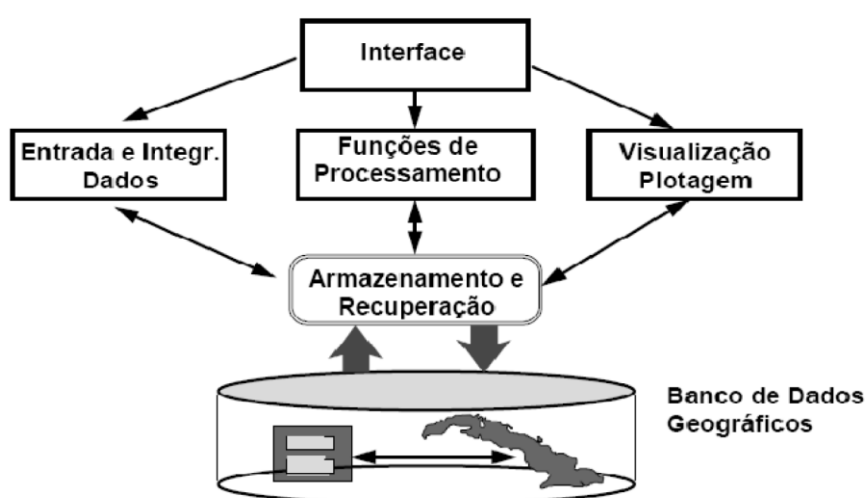 Interface
Entrada e Integr.
Dados
Funções de
Processamento
Visualização
Plotagem
Armazenamento e
Recuperação
Banco de Dados
Geográficos